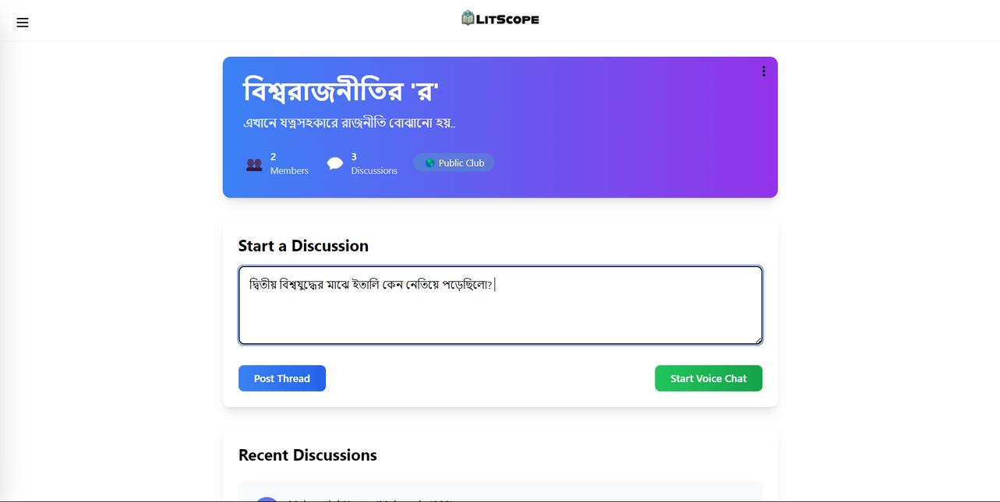 LITSCOPE
বিশ্বরাজনীতির 'র'
এখানে যত্নসহকারে রাজনীতি বোঝানো হয়..
2
Members
3
Discussions
Public Club
Start a Discussion
দ্বিতীয় বিশ্বযুদ্ধের মাঝে ইতালি কেন নেতিয়ে পড়েছিলো?
Post Thread
Start Voice Chat
Recent Discussions